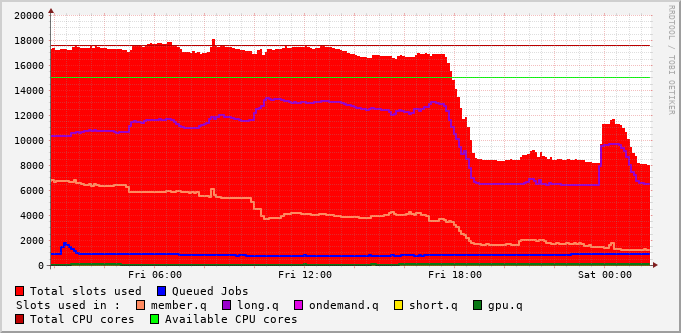 20000
18000
16000
14000
12000
10000
8000
6000
4000
2000
0
Fri 06:00 Fri 12:00 Fri 18:00 Sat 00:00
Total slots used Queued Jobs
Slots used in : member.q long.q ondemand.q short.q gpu.q
Total CPU cores Available CPU cores
RRDTOOL / TOBI OETIKER